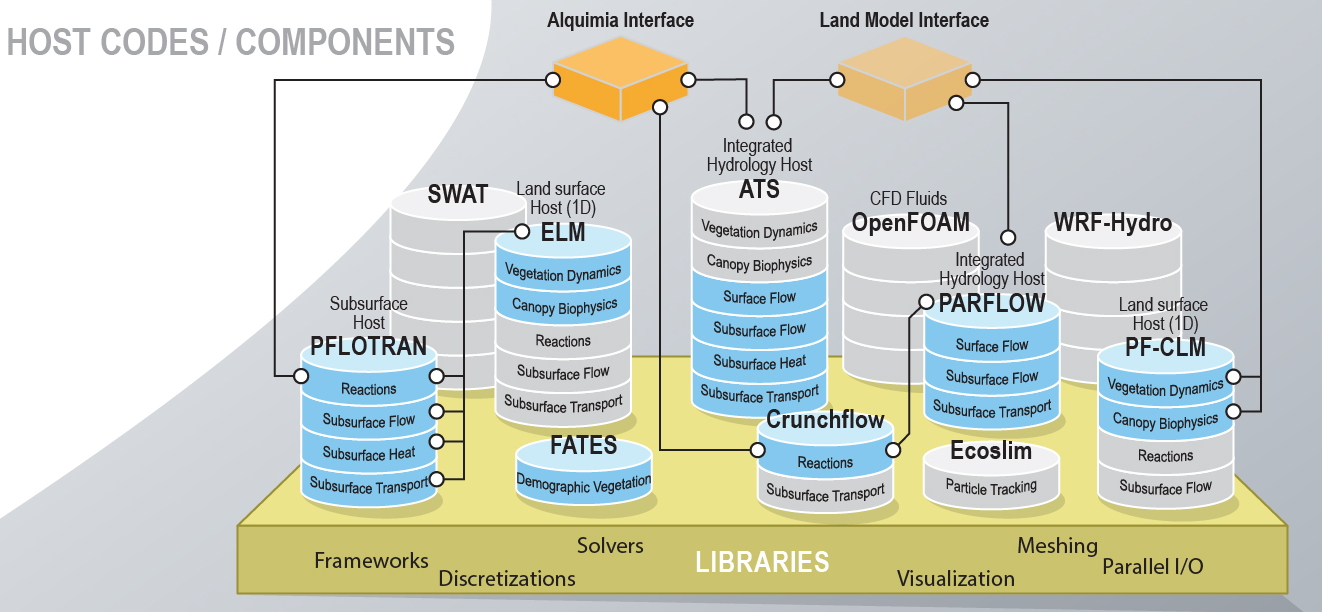 HOST CODES / COMPONENTS
Alquimia Interface
Land Model Interface
Integrated
Hydrology Host
ATS
Vegetation Dynamics
Canopy Biophysics
Surface Flow
Subsurface Flow
Subsurface Heat
Subsurface Transport
SWAT
Land surface
Host (1D)
ELM
Vegetation Dynamics
Canopy Biophysics
Reactions
Subsurface Flow
Subsurface Transport
CFD Fluids
OpenFOAM
WRF-Hydro
Integrated
Hydrology Host
PARFLOW
Surface Flow
Subsurface Flow
Subsurface Transport
Subsurface
Host
PFLOTRAN
Reactions
Subsurface Flow
Subsurface Heat
Subsurface Transport
Land surface
Host (1D)
PF-CLM
Vegetation Dynamics
Canopy Biophysics
Reactions
Subsurface Flow
FATES
Demographic Vegetation
Crunchflow
Reactions
Subsurface Transport
Ecoslim
Particle Tracking
Frameworks
Discretizations
Solvers
LIBRARIES
Visualization
Meshing
Parallel I/O